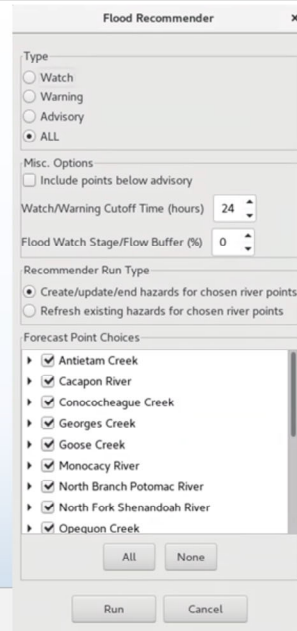 Flood Recommender ×
Type
Watch
Warning
Advisory
ALL
Misc. Options
Include points below advisory
Watch/Warning Cutoff Time (hours) 24
Flood Watch Stage/Flow Buffer (%) 0
Recommender Run Type
Create/update/end hazards for chosen river points
Refresh existing hazards for chosen river points
Forecast Point Choices
Antietam Creek
Cacapon River
Conococheague Creek
Georges Creek
Goose Creek
Monocacy River
North Branch Potomac River
North Fork Shenandoah River
Opequon Creek
All None
Run Cancel